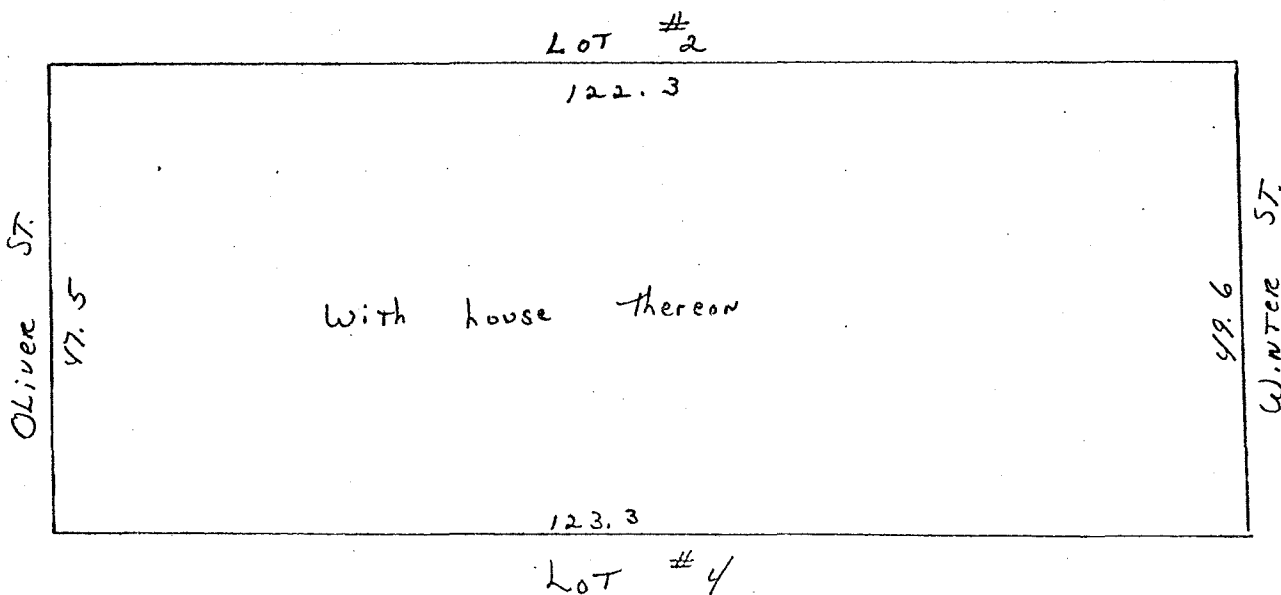 LOT #2
122.3
OLIVER ST.
47.5
With house thereon
49.6
WINTER ST.
123.3
LOT #4